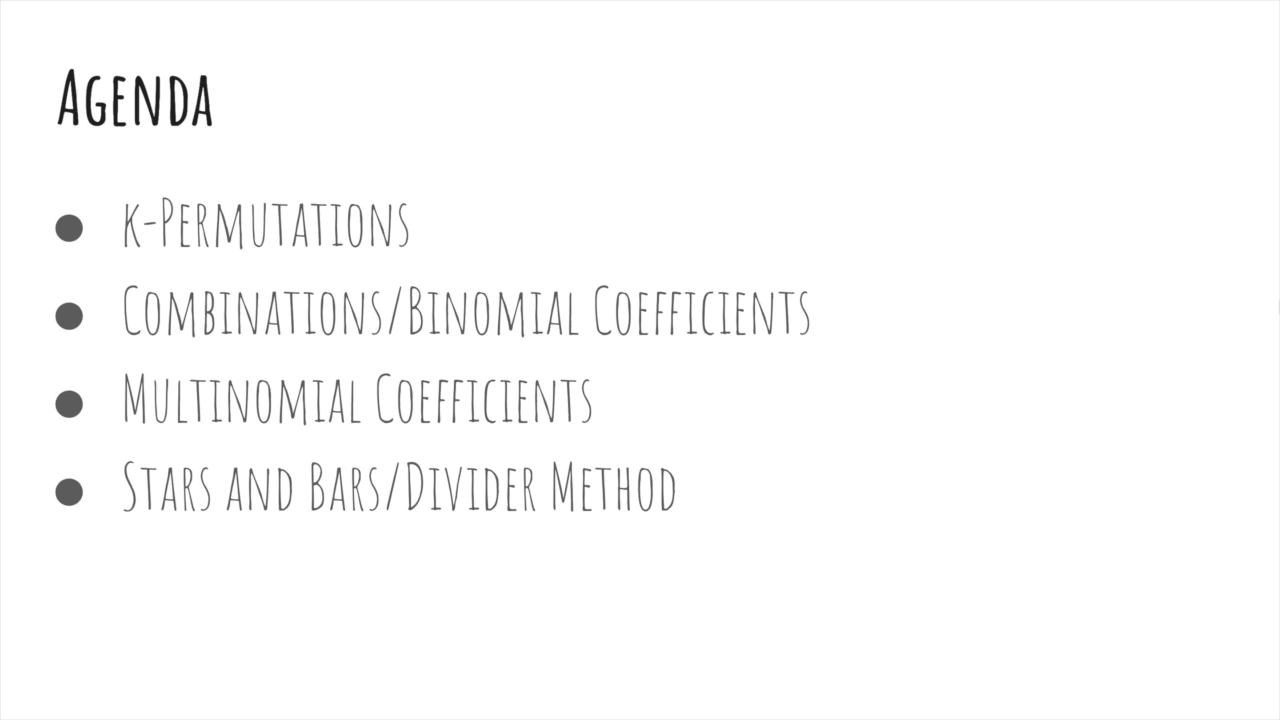 Agenda
● k-Permutations
● Combinations/Binomial Coefficients
● Multinomial Coefficients
● Stars and Bars/Divider Method